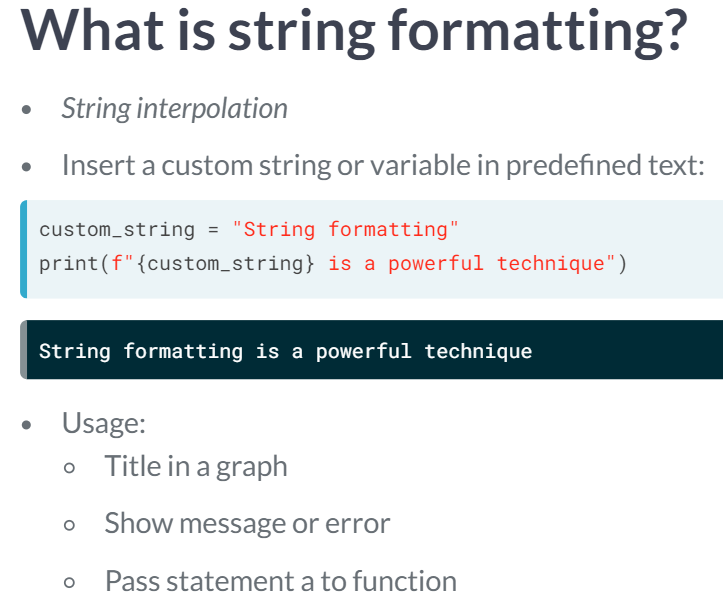 What is string formatting?
String interpolation
Insert a custom string or variable in predefined text:
custom_string = "String formatting"
print(f"{custom_string} is a powerful technique")
String formatting is a powerful technique
Usage:
Title in a graph
Show message or error
Pass statement a to function